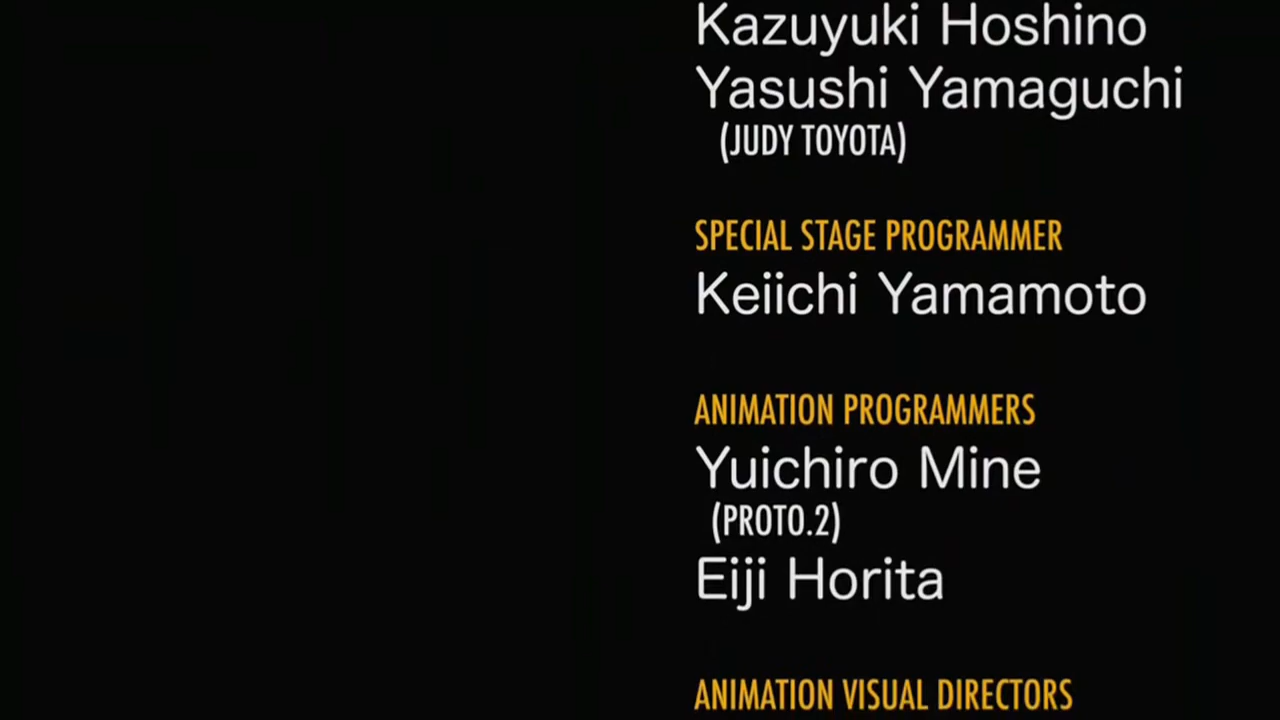 Kazuyuki Hoshino
Yasushi Yamaguchi
(JUDY TOYOTA)
SPECIAL STAGE PROGRAMMER
Keiichi Yamamoto
ANIMATION PROGRAMMERS
Yuichiro Mine
(PROTO.2)
Eiji Horita
ANIMATION VISUAL DIRECTORS